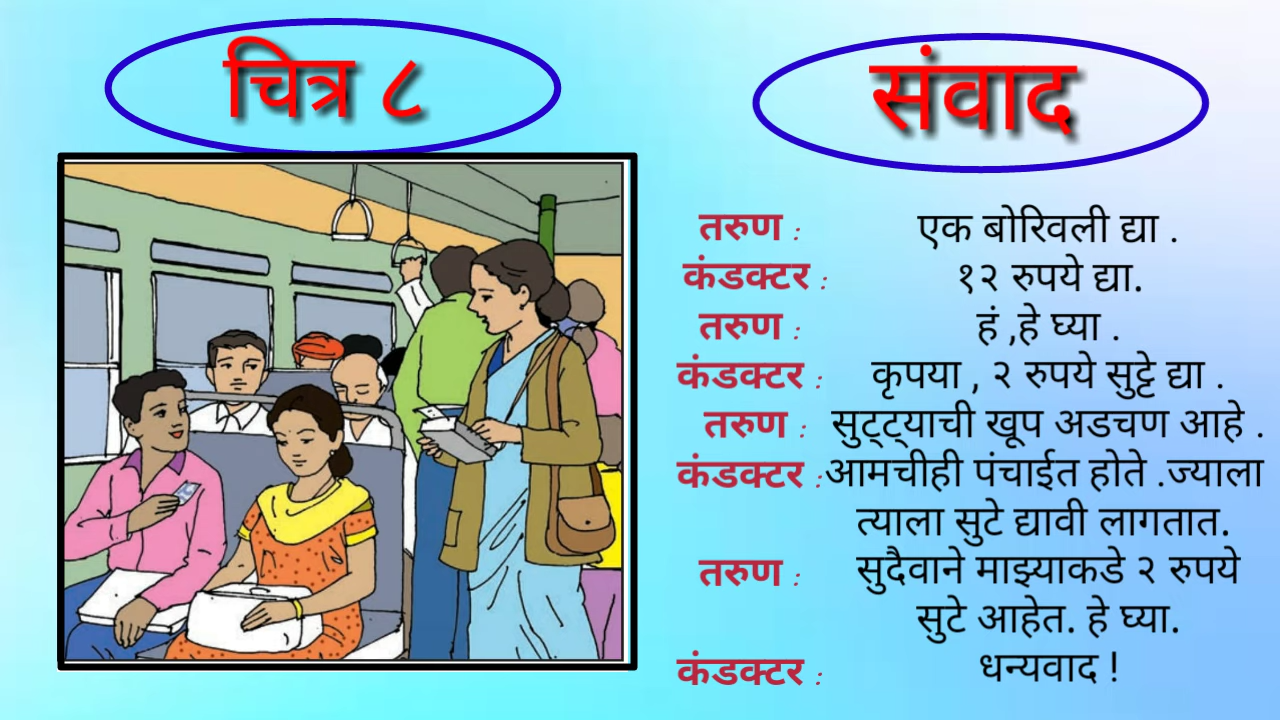 चित्र ८
संवाद
तरुण : एक बोरिवली द्या .
कंडक्टर : १२ रुपये द्या.
तरुण : हं ,हे घ्या .
कंडक्टर : कृपया , २ रुपये सुट्टे द्या .
तरुण : सुट्ट्याची खूप अडचण आहे .
कंडक्टर :आमचीही पंचाईत होते .ज्याला
त्याला सुटे द्यावी लागतात.
तरुण : सुदैवाने माझ्याकडे २ रुपये
सुटे आहेत. हे घ्या.
कंडक्टर : धन्यवाद !